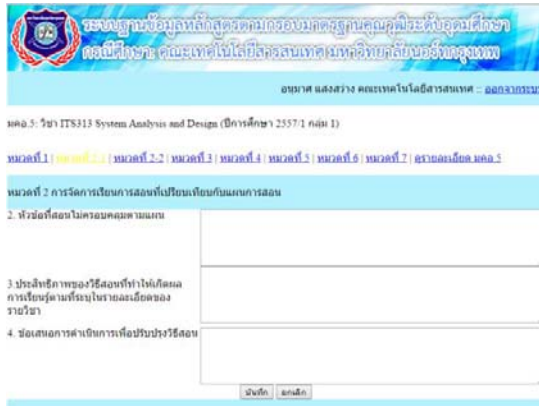 ระบบฐานข้อมูลหลักสูตรตามกรอบมาตรฐานคุณวุฒิระดับอุดมศึกษา
กรณีศึกษา: คณะเทคโนโลยีสารสนเทศ มหาวิทยาลัยนอร์ทกรุงเทพ
อนุมาศ แสงสว่าง คณะเทคโนโลยีสารสนเทศ :: ออกจากระบบ
มคอ.5: วิชา ITS313 System Analysis and Design (ปีการศึกษา 2557/1 กลุ่ม 1)
หมวดที่ 1 | หมวดที่ 2-1 | หมวดที่ 2-2 | หมวดที่ 3 | หมวดที่ 4 | หมวดที่ 5 | หมวดที่ 6 | หมวดที่ 7 | ดูรายละเอียด มคอ 5
หมวดที่ 2 การจัดการเรียนการสอนที่เปรียบเทียบกับแผนการสอน
2. หัวข้อที่สอนไม่ครอบคลุมตามแผน
3.ประสิทธิภาพของวิธีสอนที่ทำให้เกิดผล
การเรียนรู้ตามที่ระบุในรายละเอียดของ
รายวิชา
4. ข้อเสนอการดำเนินการเพื่อปรับปรุงวิธีสอน
บันทึก ยกเลิก